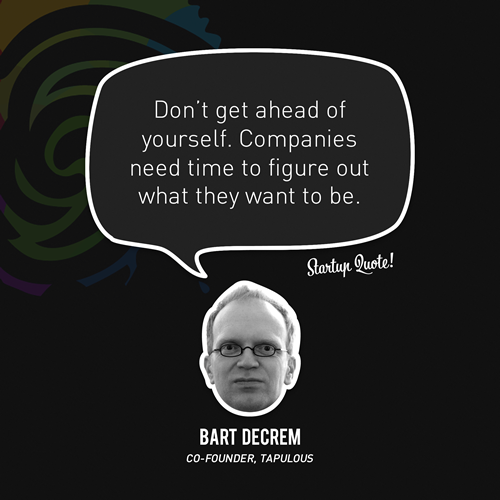 Don't get ahead of
yourself. Companies
need time to figure out
what they want to be.
Startup Quote!
BART DECREM
CO-FOUNDER, TAPULOUS